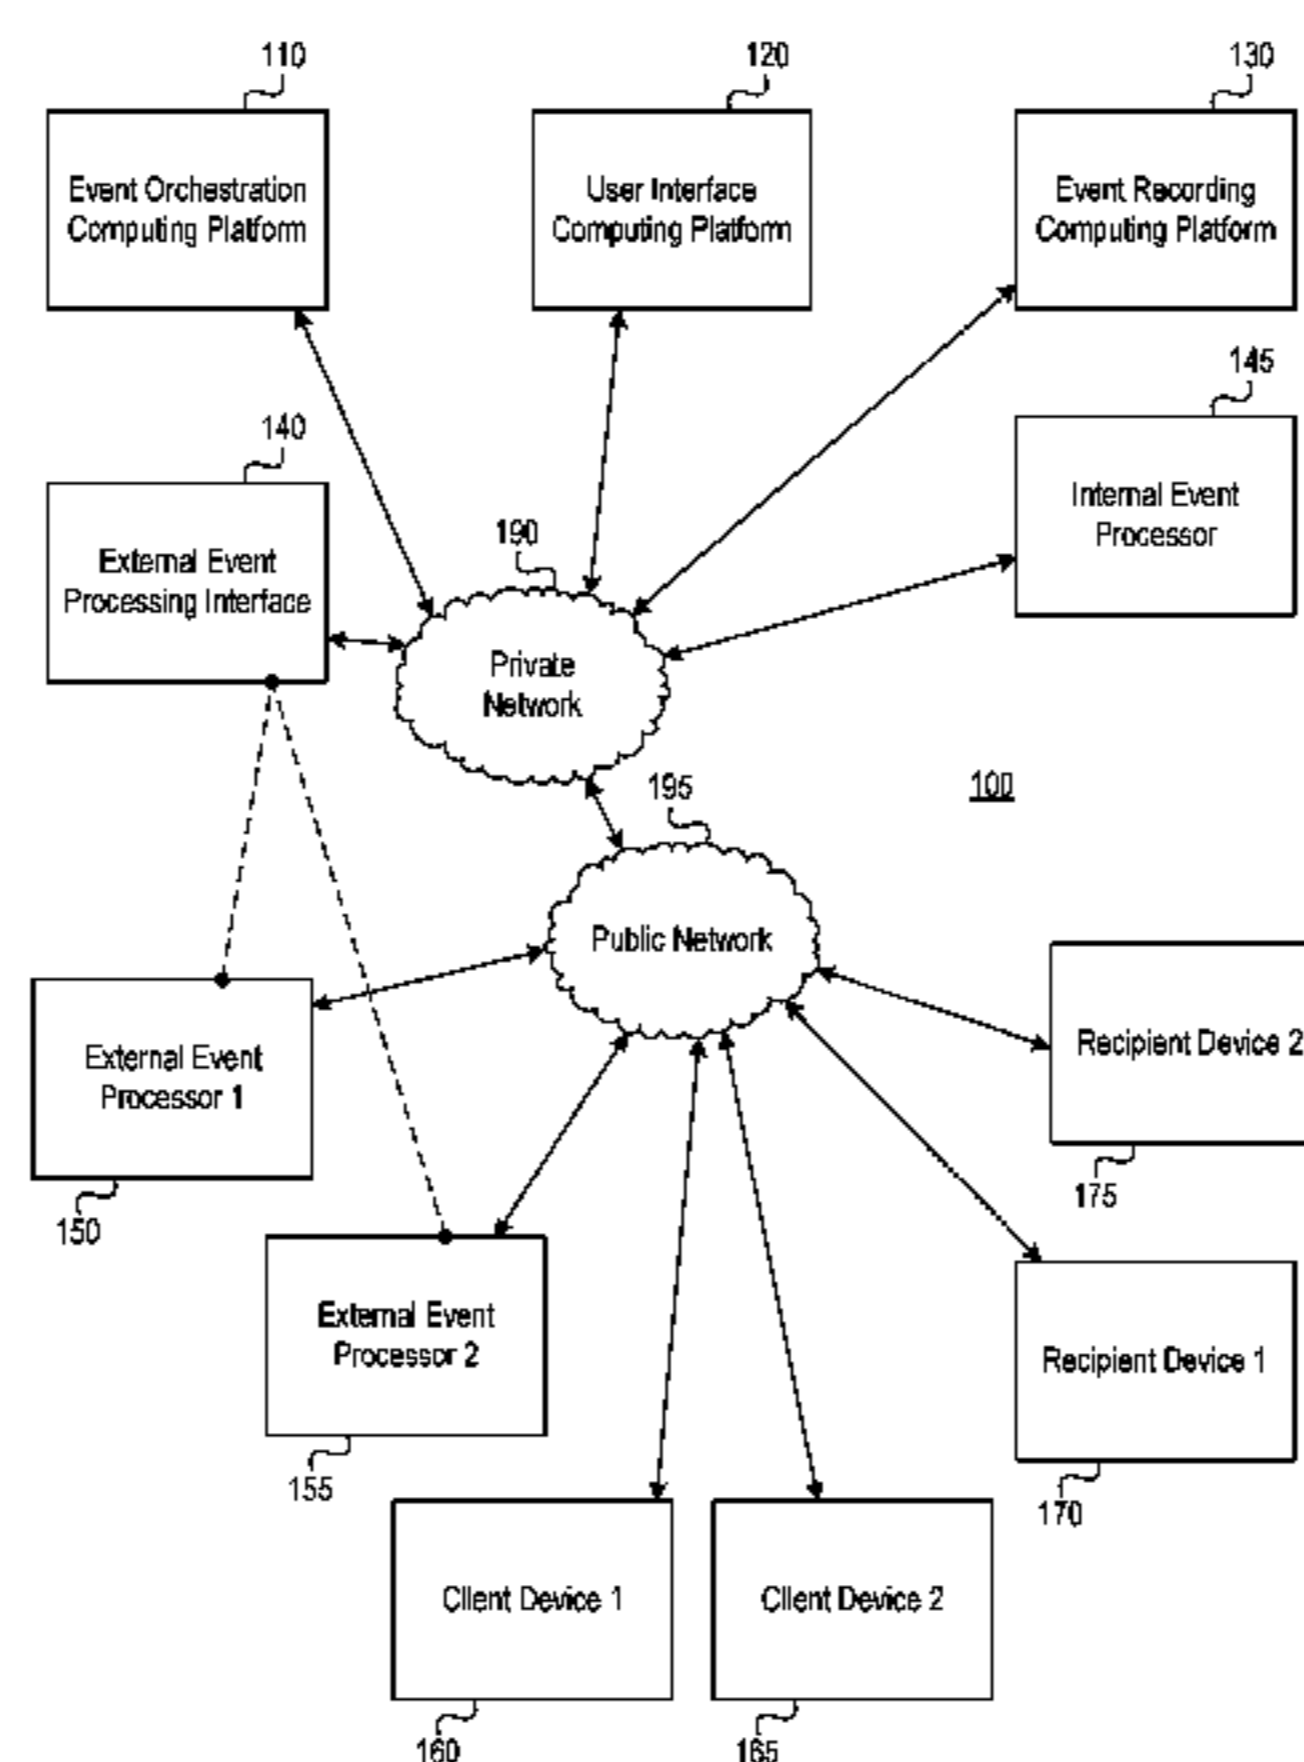 110
120
130
Event Orchestration
Computing Platform
User Interface
Computing Platform
Event Recording
Computing Platform
145
140
Internal Event
Processor
External Event
Processing Interface
190
Private
Network
195
100
Public Network
External Event
Processor 1
Recipient Device 2
175
150
External Event
Processor 2
Recipient Device 1
155
170
Client Device 1
Client Device 2
160
165